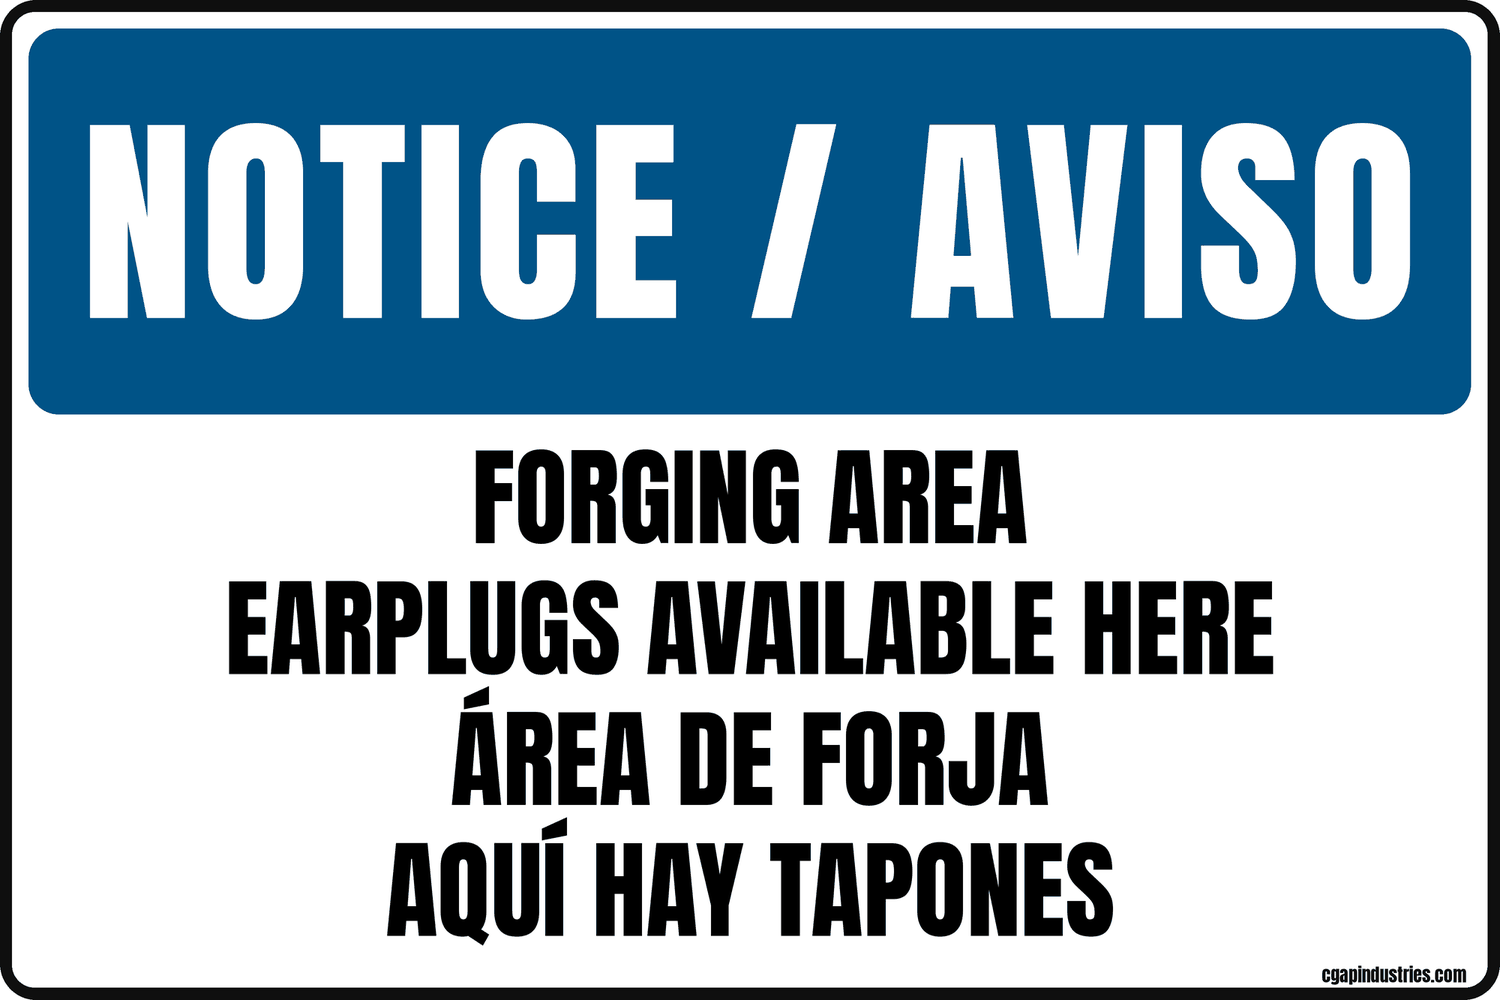 NOTICE / AVISO
FORGING AREA
EARPLUGS AVAILABLE HERE
ÁREA DE FORJA
AQUÍ HAY TAPONES
cgapindustries.com